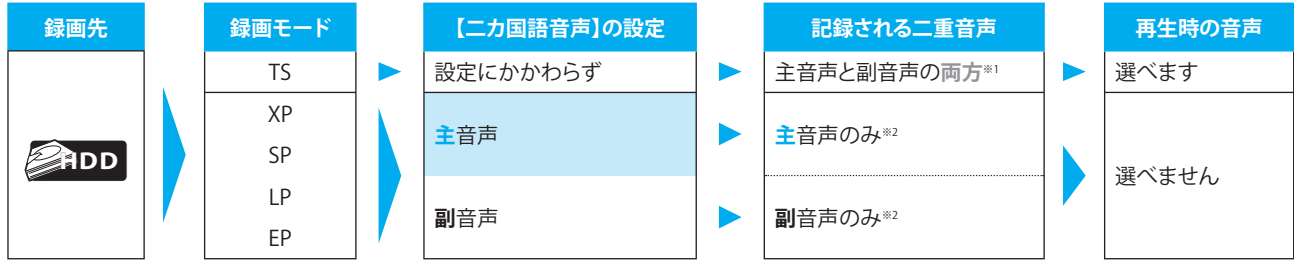 録画先
HDD
録画モード
TS
XP
SP
LP
EP
【二カ国語音声】の設定
設定にかかわらず
主音声
副音声
記録される二重音声
主音声と副音声の両方※1
主音声のみ※2
副音声のみ※2
再生時の音声
選べます
選べません